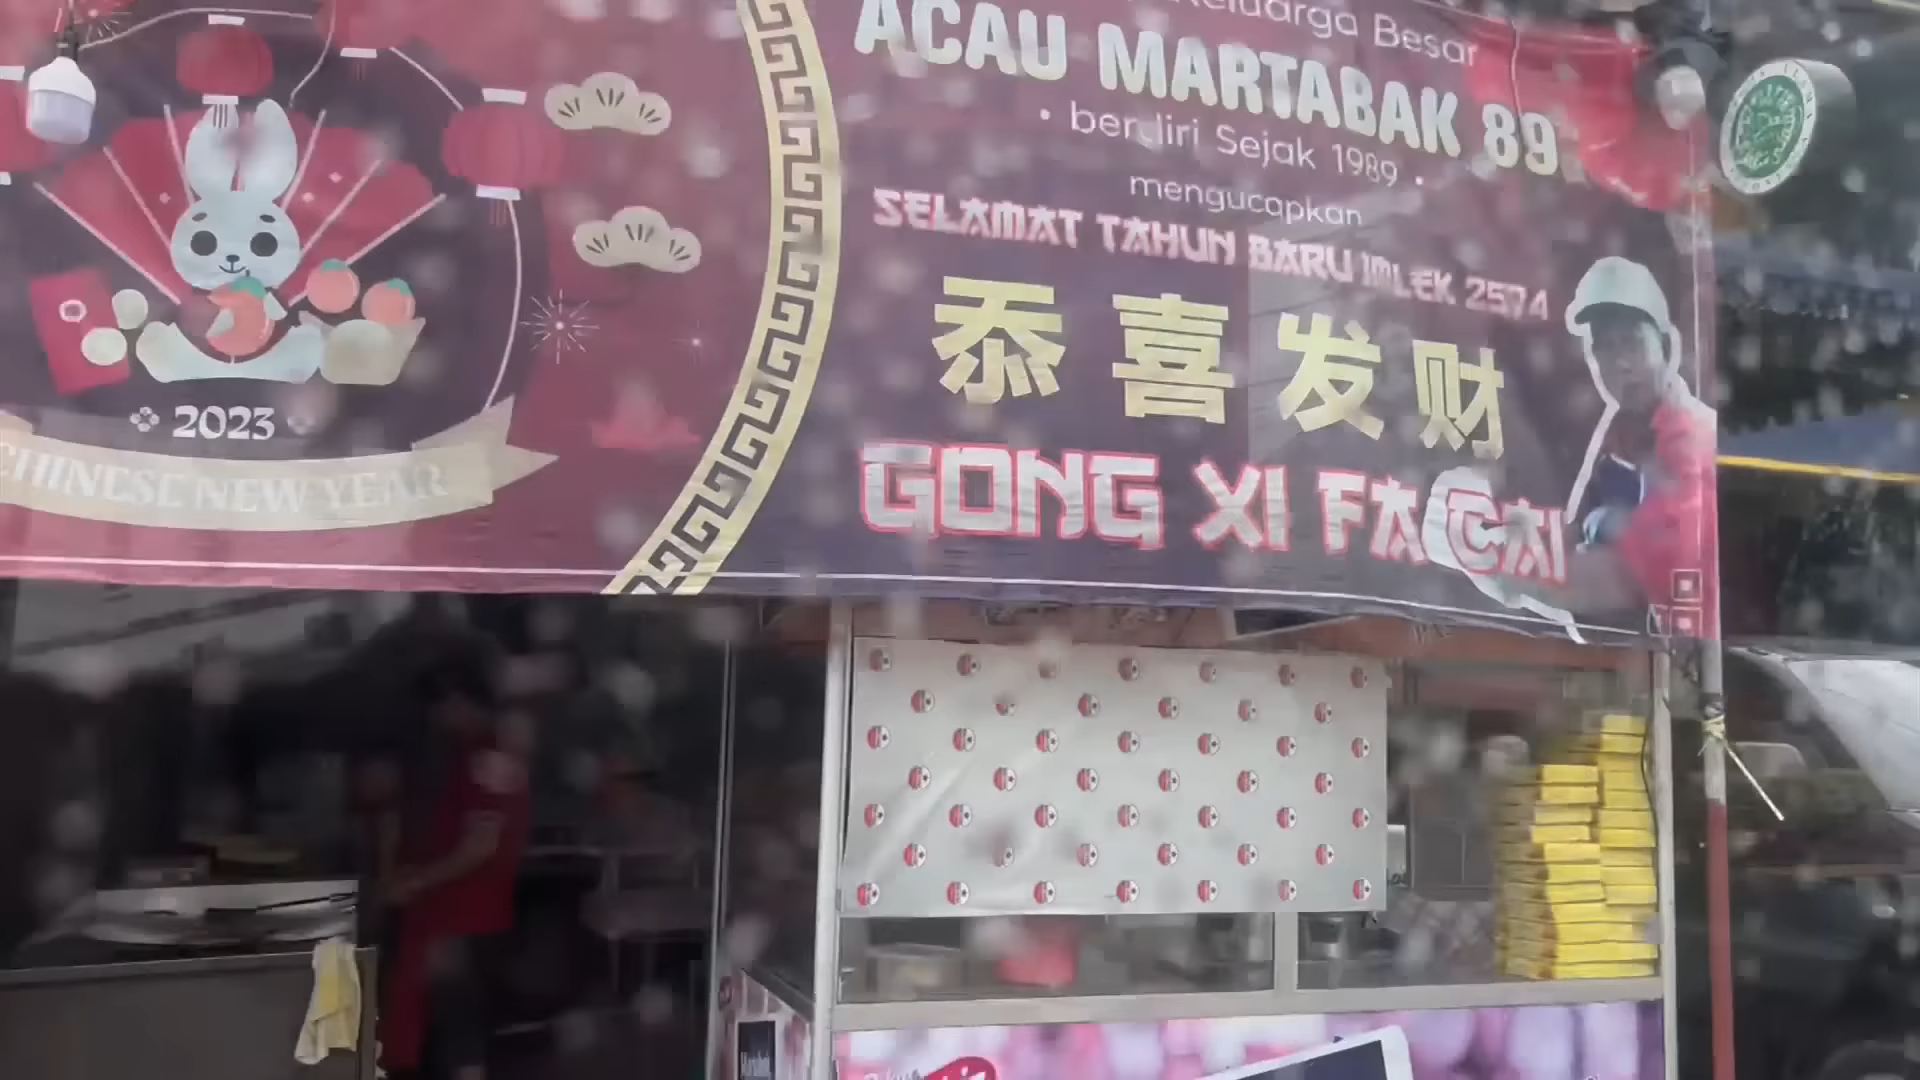 Keluarga Besar
ACAU MARTABAK 89
• berdiri Sejak 1989 •
mengucapkan
SELAMAT TAHUN BARU IMLEK 2574
恭喜发财
GONG XI FA CAI
2023
CHINESE NEW YEAR